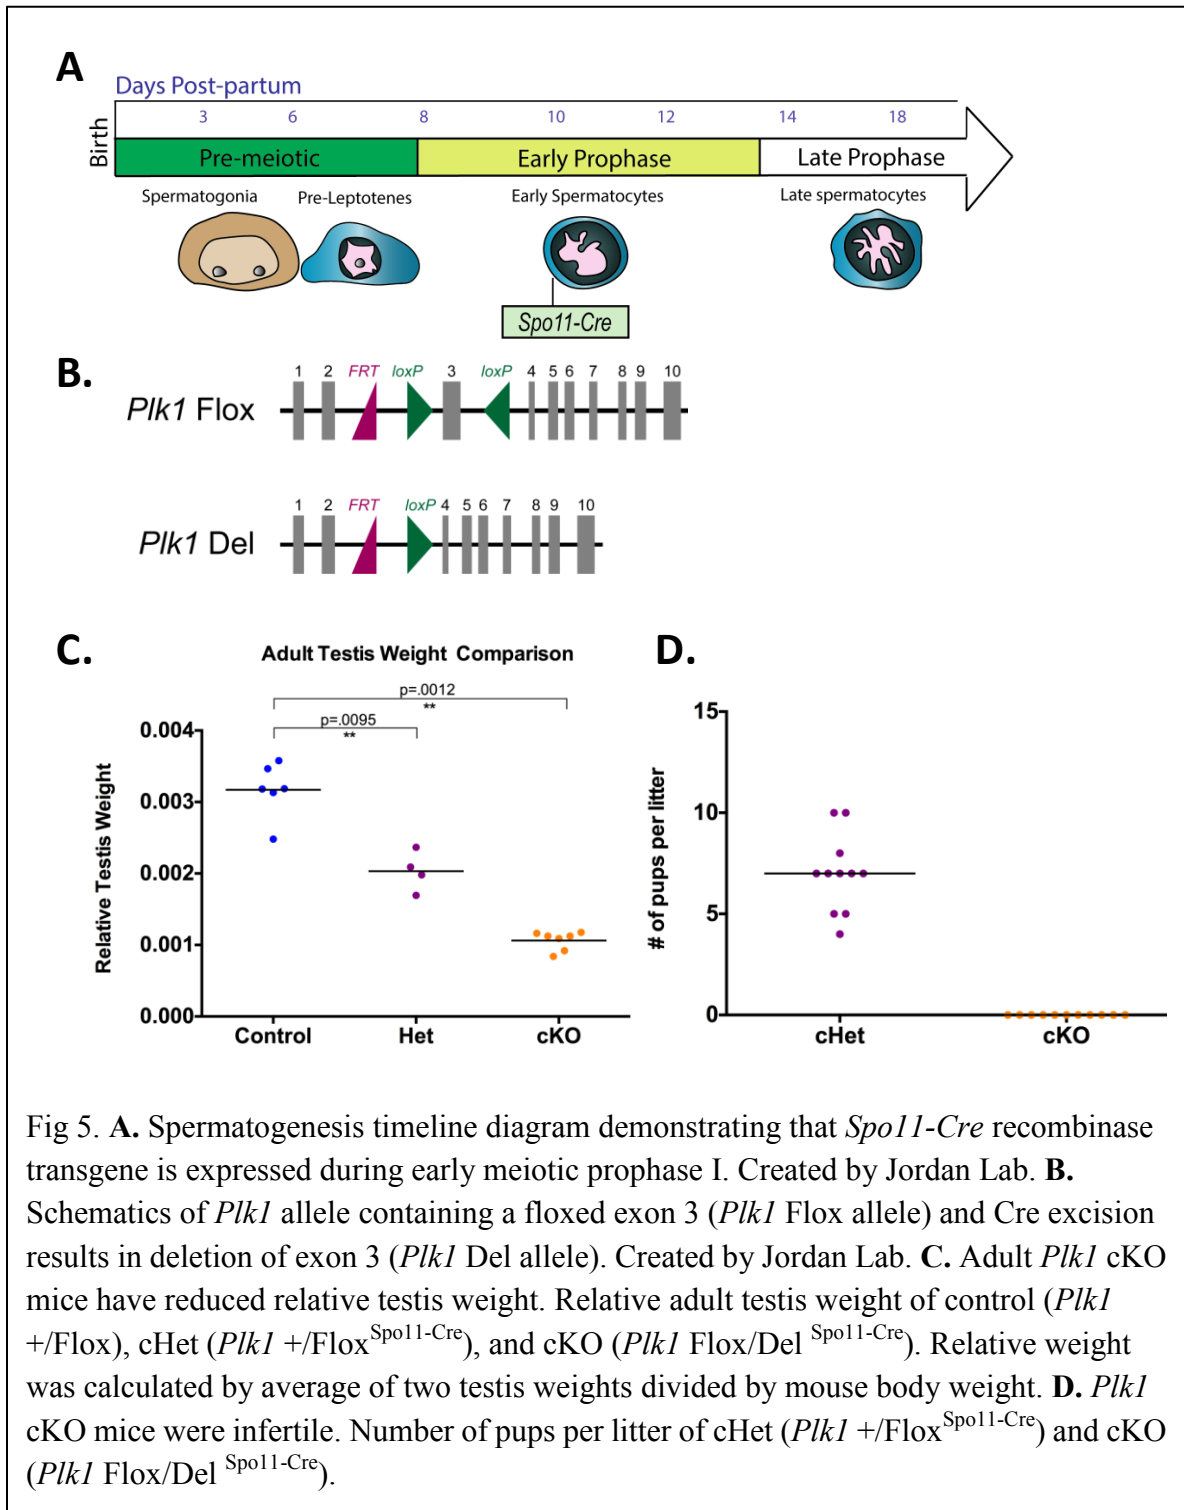 A
Days Post-partum
3 6 8 10 12 14 18
Birth
Pre-meiotic Early Prophase Late Prophase
Spermatogonia Pre-Leptotenes Early Spermatocytes Late spermatocytes
Spo11-Cre
B.
1 2 FRT loxP 3 loxP 4 5 6 7 8 9 10
Plk1 Flox
1 2 FRT loxP 4 5 6 7 8 9 10
Plk1 Del
C.
Adult Testis Weight Comparison
p=.0012
**
p=.0095
**
Relative Testis Weight
0.004
0.003
0.002
0.001
0.000
Control Het cKO
D.
# of pups per litter
15
10
5
0
cHet cKO
Fig 5. A. Spermatogenesis timeline diagram demonstrating that Spo11-Cre recombinase
transgene is expressed during early meiotic prophase I. Created by Jordan Lab. B.
Schematics of Plk1 allele containing a floxed exon 3 (Plk1 Flox allele) and Cre excision
results in deletion of exon 3 (Plk1 Del allele). Created by Jordan Lab. C. Adult Plk1 cKO
mice have reduced relative testis weight. Relative adult testis weight of control (Plk1
+/Flox), cHet (Plk1 +/Flox Spo11-Cre), and cKO (Plk1 Flox/Del Spo11-Cre). Relative weight
was calculated by average of two testis weights divided by mouse body weight. D. Plk1
cKO mice were infertile. Number of pups per litter of cHet (Plk1 +/Flox Spo11-Cre) and cKO
(Plk1 Flox/Del Spo11-Cre).